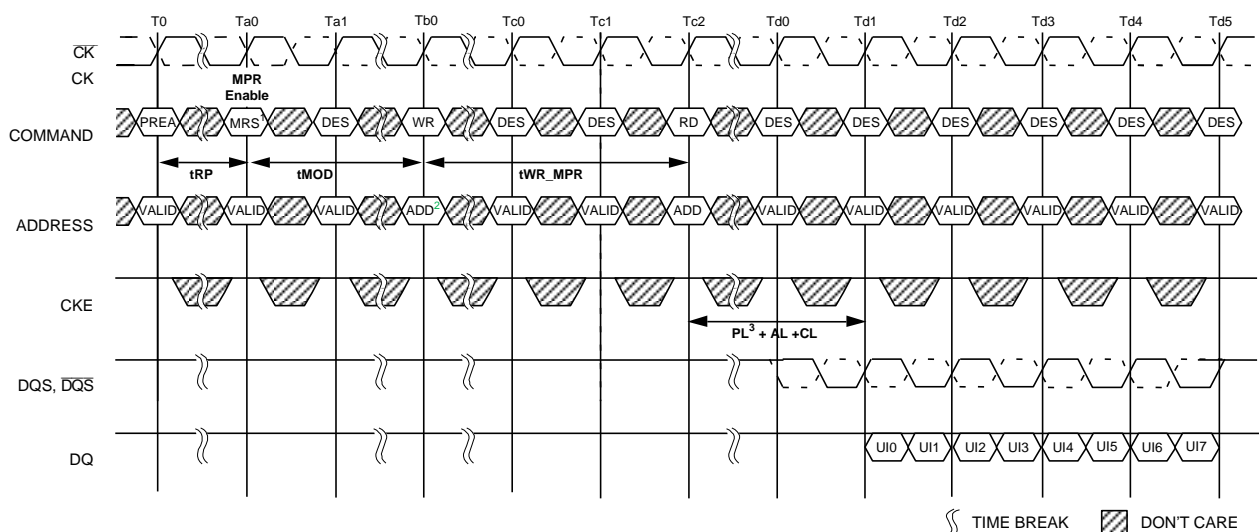 T0 Ta0 Ta1 Tb0 Tc0 Tc1 Tc2 Td0 Td1 Td2 Td3 Td4 Td5
CK
CK
MPR
Enable
COMMAND PREA MRS¹ DES WR DES DES RD DES DES DES DES DES DES
tRP tMOD tWR_MPR
ADDRESS VALID VALID VALID ADD² VALID VALID ADD VALID VALID VALID VALID VALID VALID
CKE
PL³ + AL +CL
DQS, DQS
DQ UI0 UI1 UI2 UI3 UI4 UI5 UI6 UI7
TIME BREAK DON'T CARE